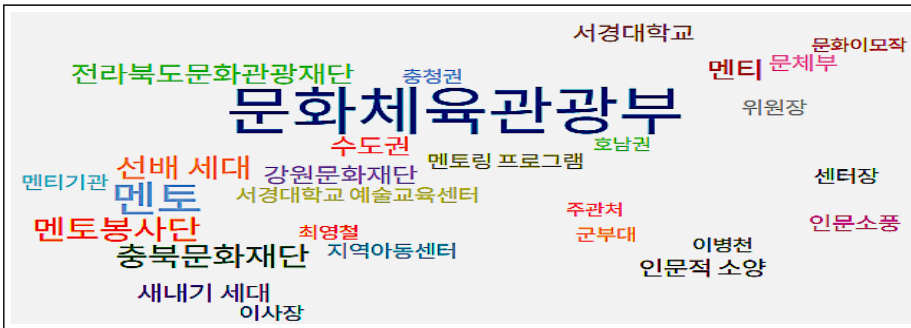 서경대학교
문화이모작
전라북도문화관광재단
충청권
멘티
문체부
문화체육관광부
위원장
수도권
멘토링 프로그램
호남권
선배 세대
강원문화재단
멘티기관
멘토
서경대학교 예술교육센터
센터장
주관처
인문소풍
멘토봉사단
최영철
군부대
충북문화재단
지역아동센터
이병천
인문적 소양
새내기 세대
이사장